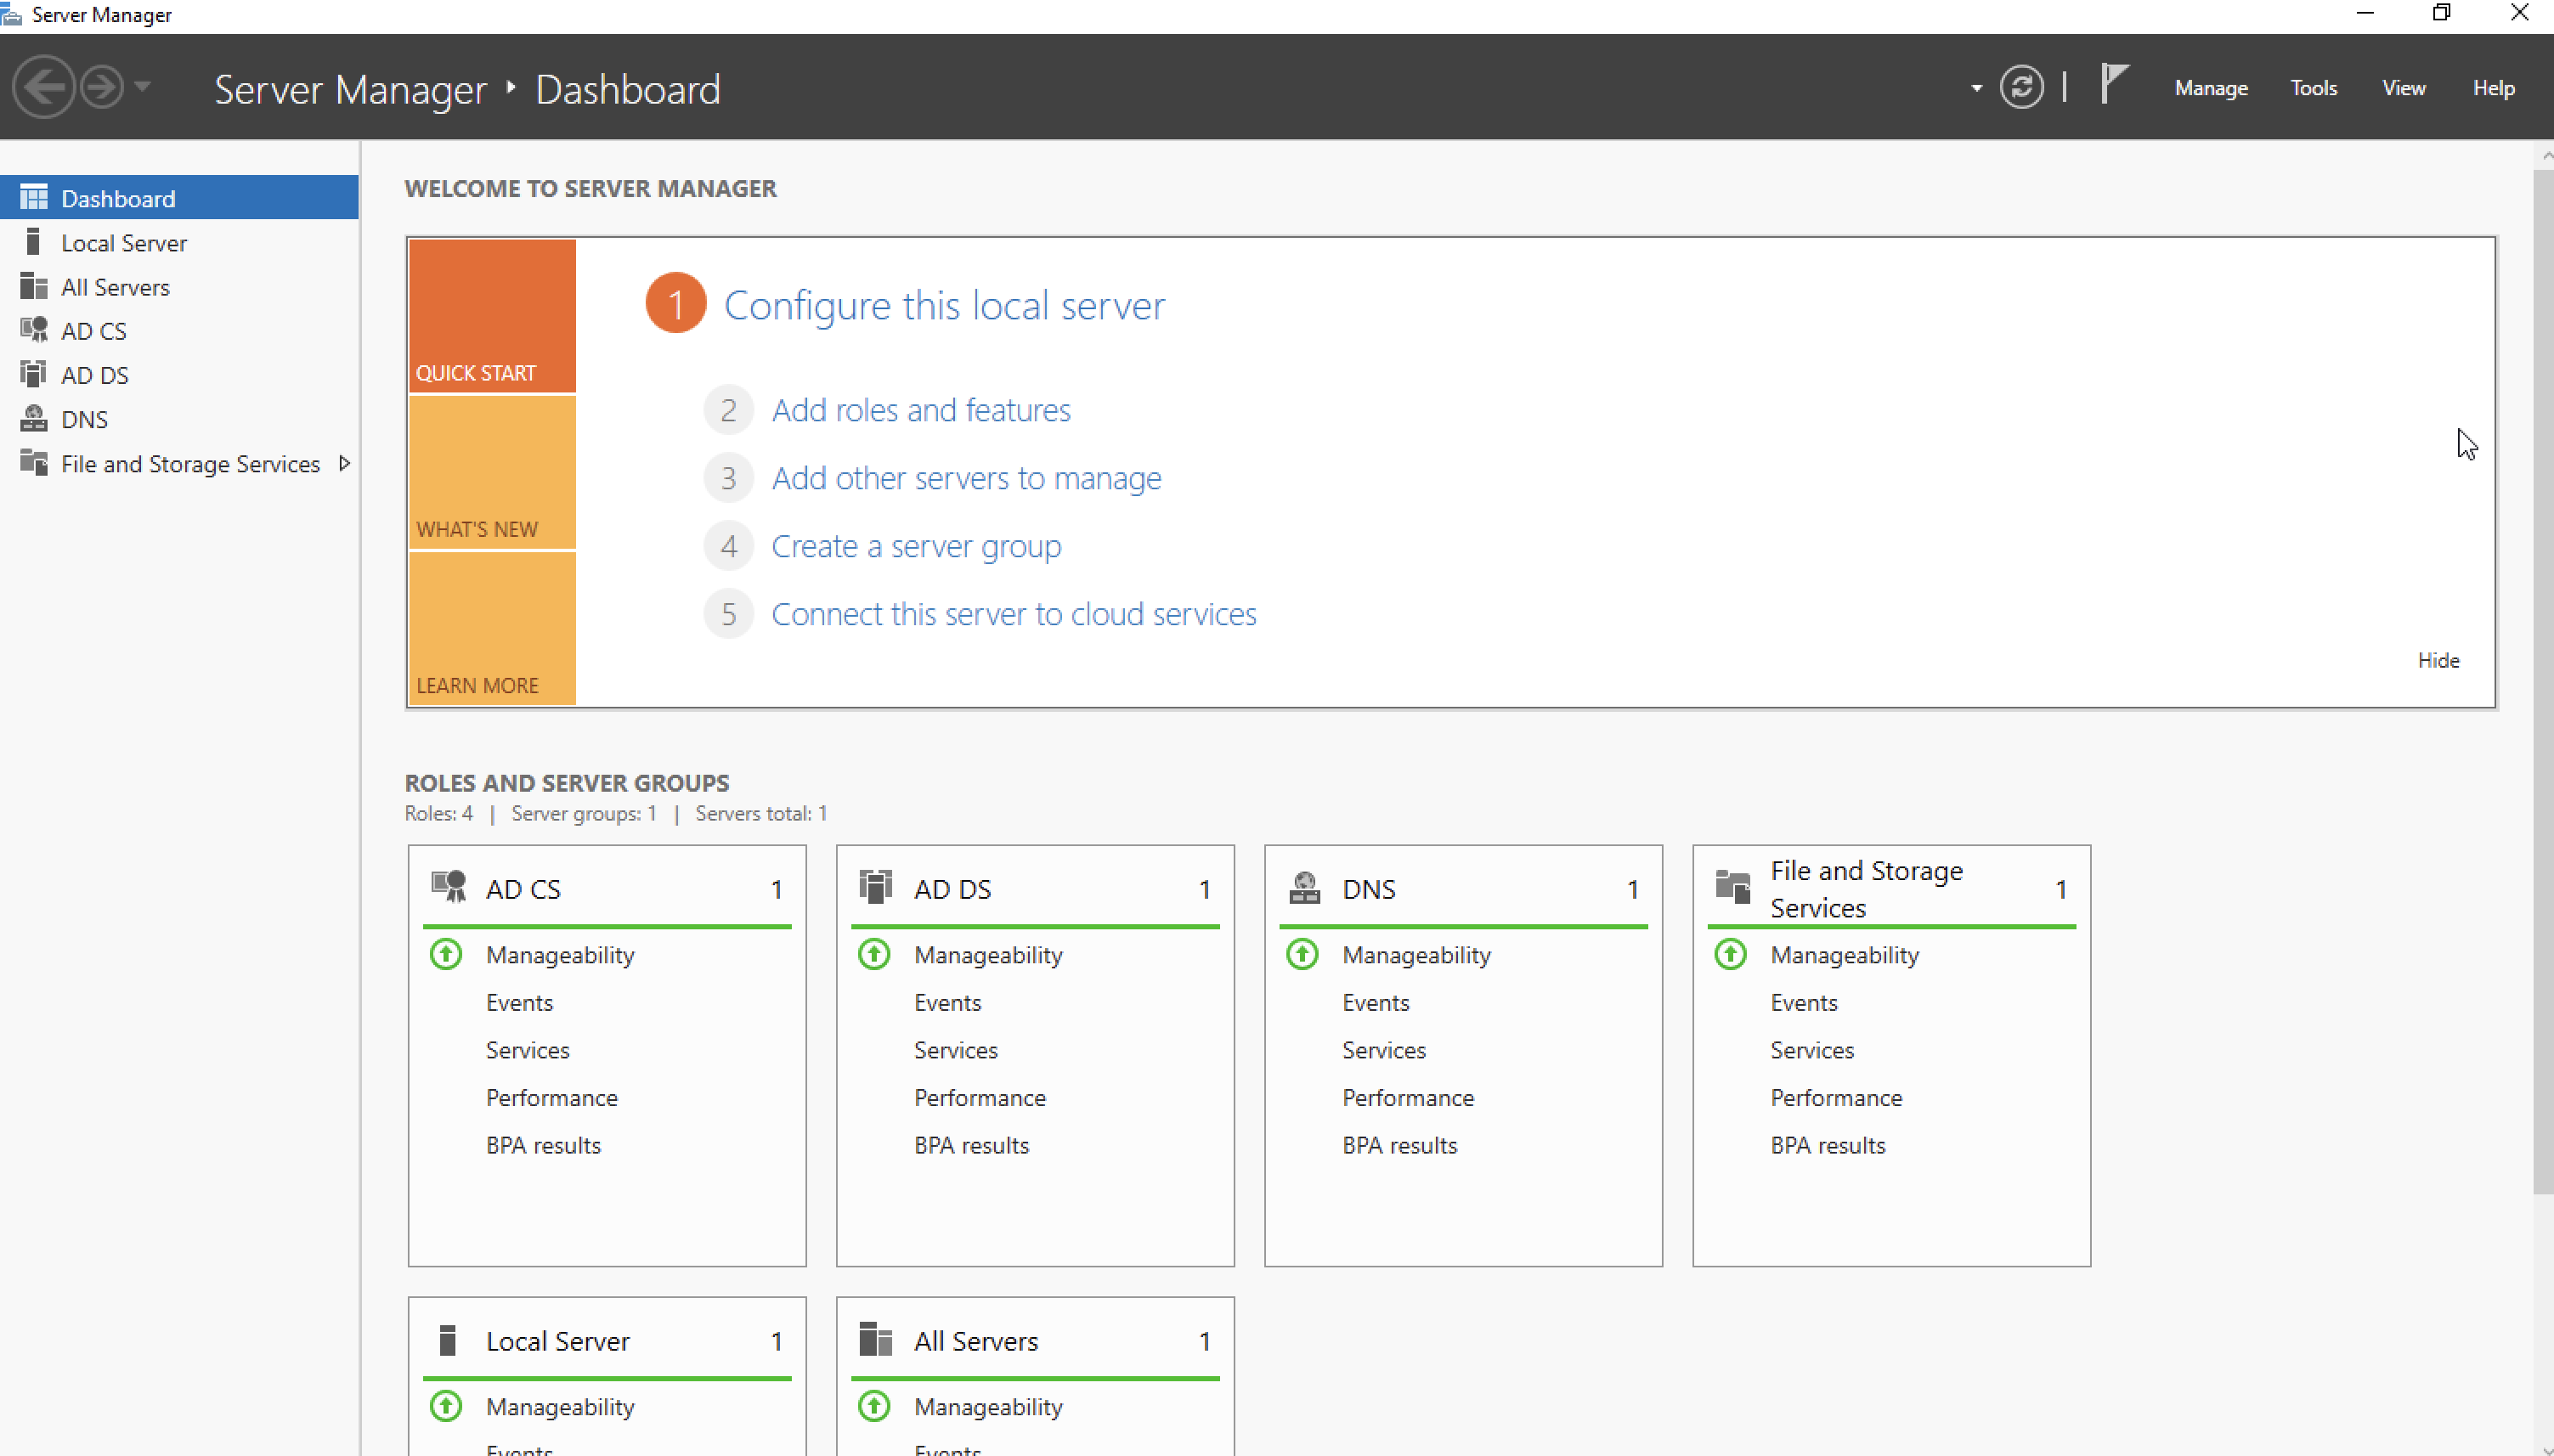 Server Manager
Server Manager ‣ Dashboard
Manage Tools View Help
Dashboard
Local Server
All Servers
AD CS
AD DS
DNS
File and Storage Services
WELCOME TO SERVER MANAGER
QUICK START
WHAT'S NEW
LEARN MORE
1 Configure this local server
2 Add roles and features
3 Add other servers to manage
4 Create a server group
5 Connect this server to cloud services
Hide
ROLES AND SERVER GROUPS
Roles: 4 | Server groups: 1 | Servers total: 1
AD CS 1
Manageability
Events
Services
Performance
BPA results
AD DS 1
Manageability
Events
Services
Performance
BPA results
DNS 1
Manageability
Events
Services
Performance
BPA results
File and Storage
Services 1
Manageability
Events
Services
Performance
BPA results
Local Server 1
Manageability
Events
All Servers 1
Manageability
Events